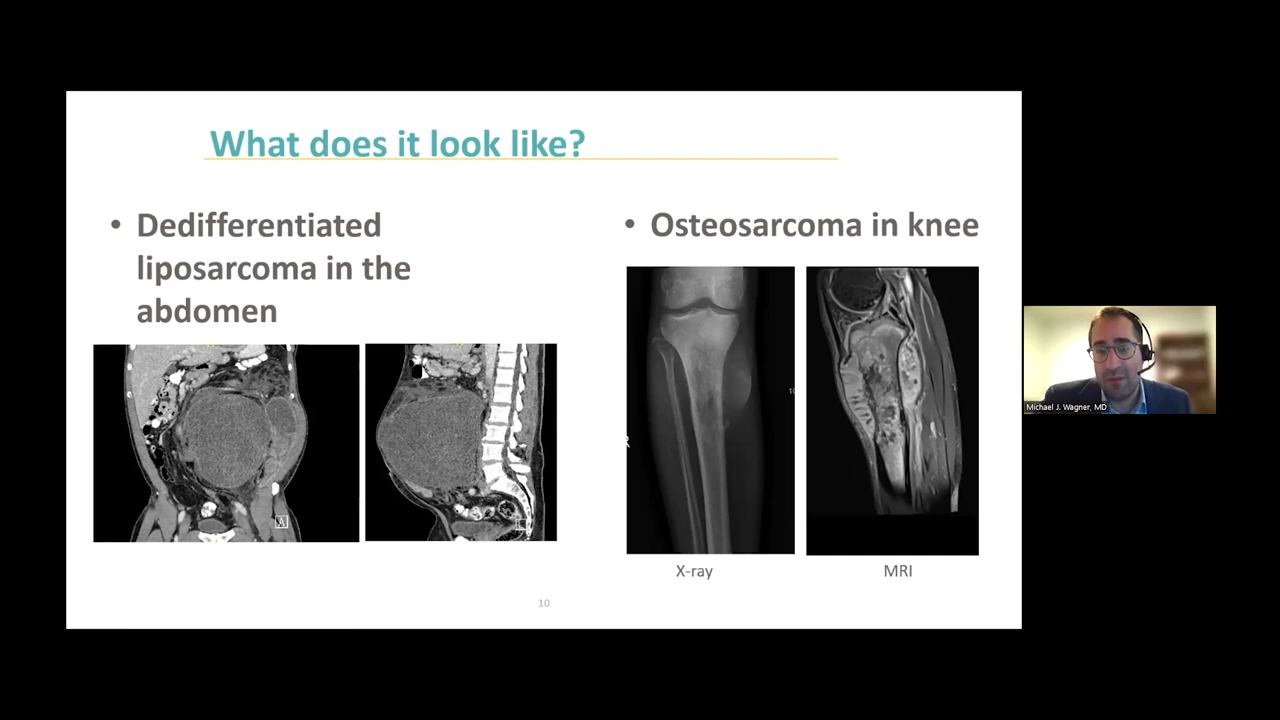 What does it look like?
• Dedifferentiated
liposarcoma in the
abdomen
• Osteosarcoma in knee
A
10
R
X-ray
MRI
10
Michael J. Wagner, MD